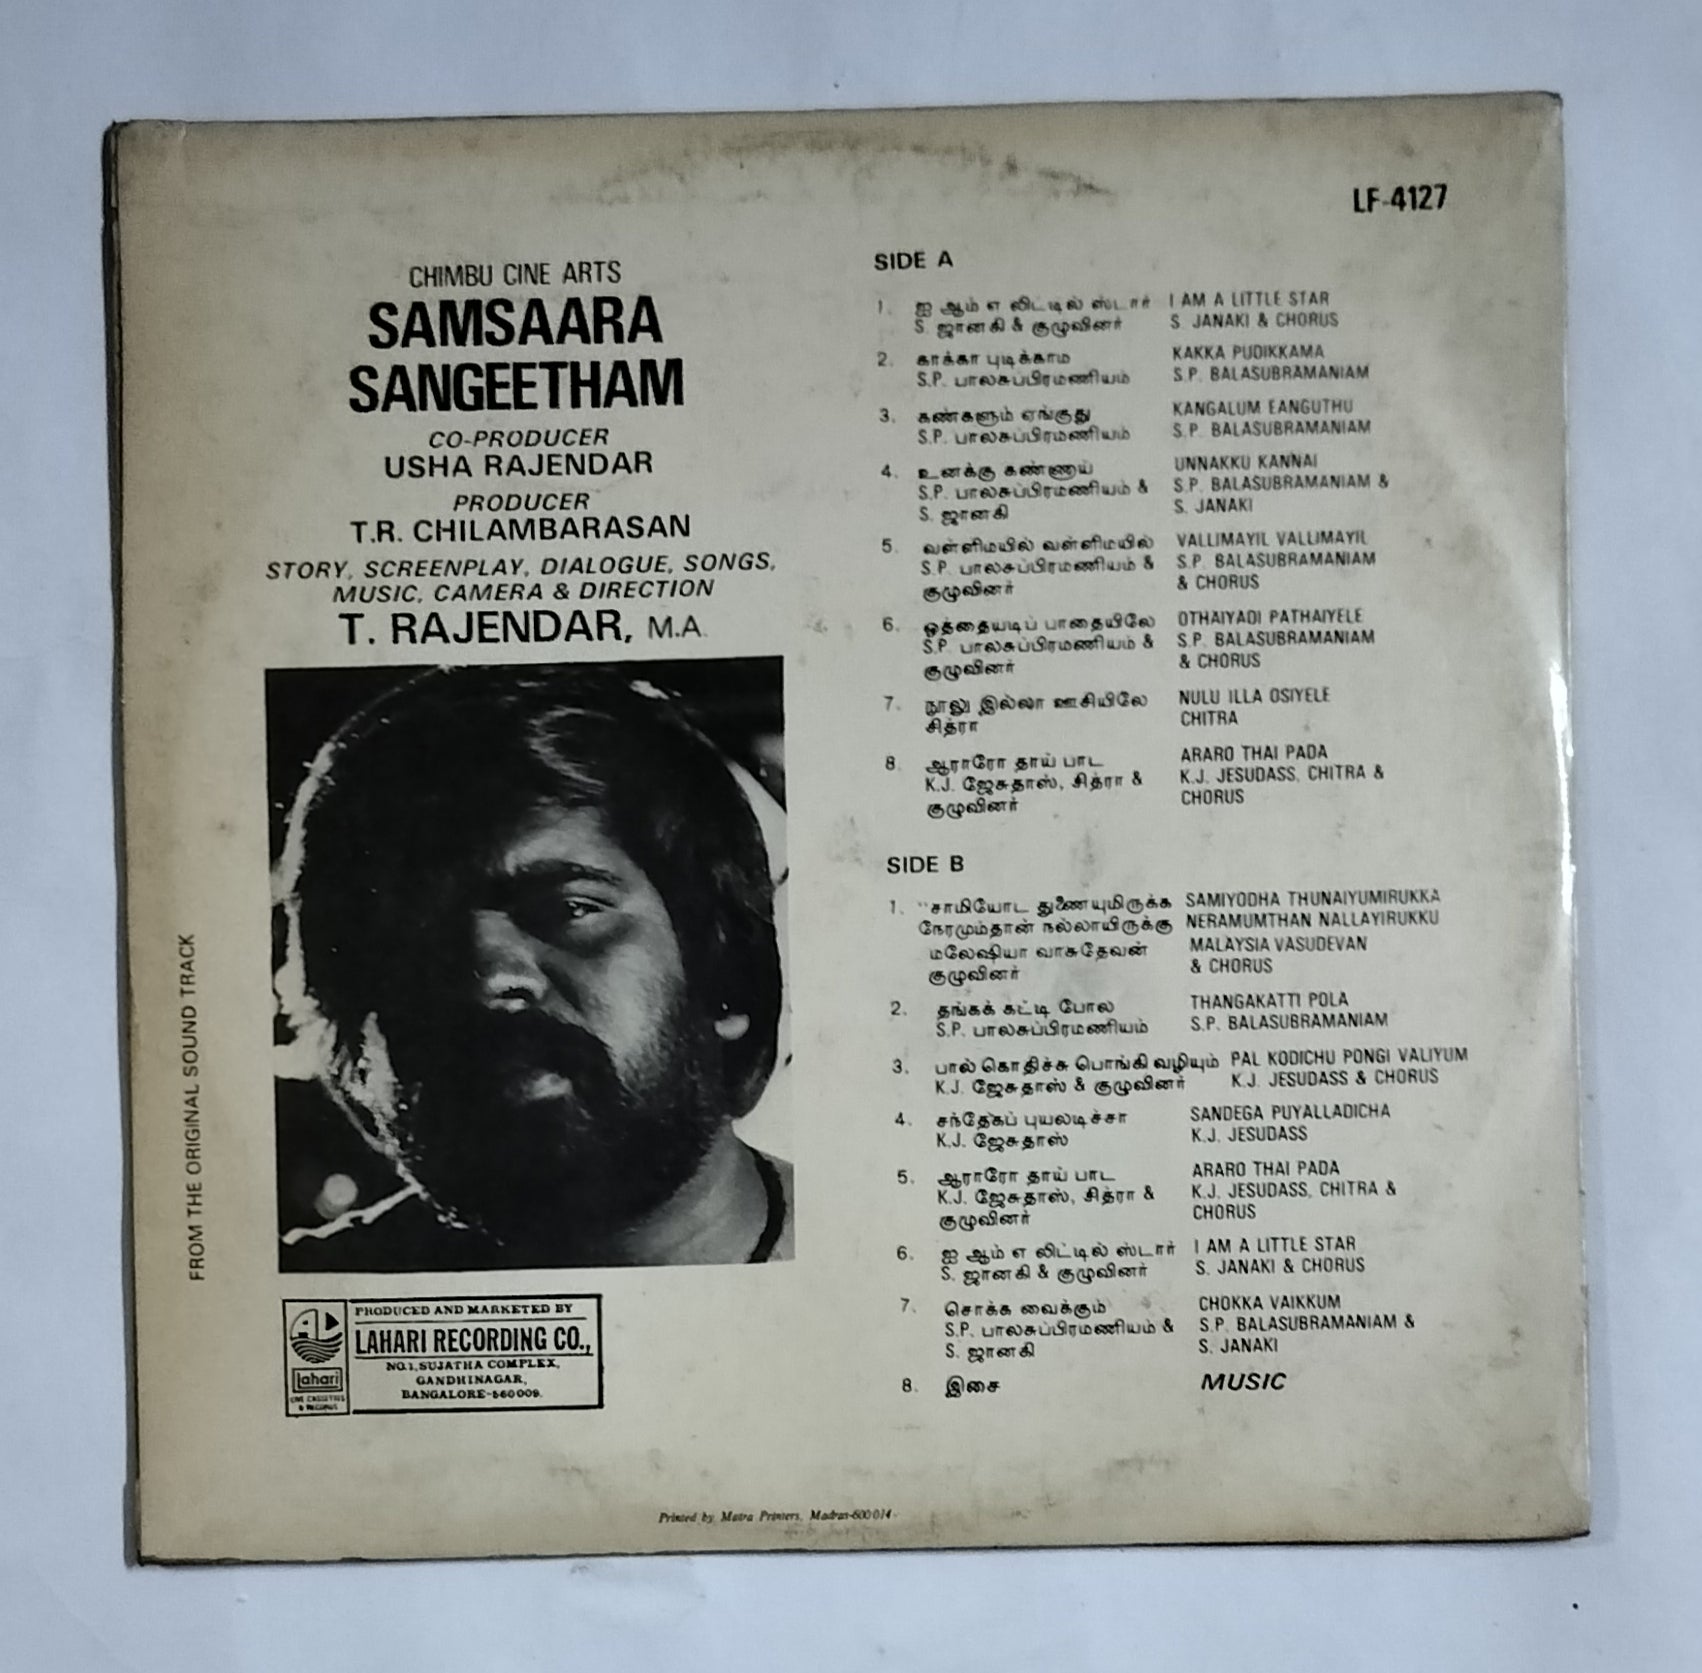 LF-4127
CHIMBU CINE ARTS
SAMSAARA
SANGEETHAM
CO-PRODUCER
USHA RAJENDAR
PRODUCER
T.R. CHILAMBARASAN
STORY, SCREENPLAY, DIALOGUE, SONGS,
MUSIC, CAMERA & DIRECTION
T. RAJENDAR, M.A.
FROM THE ORIGINAL SOUND TRACK
PRODUCED AND MARKETED BY
LAHARI RECORDING CO.,
NO.1, SUJATHA COMPLEX,
GANDHINAGAR,
BANGALORE-560009.
lahari
SIDE A
1. ஐ ஆம் எ லிட்டில் ஸ்டார் I AM A LITTLE STAR
S. ஜானகி & குழுவினர் S. JANAKI & CHORUS
2. காக்கா புடிக்காம KAKKA PUDIKKAMA
S.P. பாலசுப்பிரமணியம் S.P. BALASUBRAMANIAM
3. கண்களும் ஏங்குது KANGALUM EANGUTHU
S.P. பாலசுப்பிரமணியம் S.P. BALASUBRAMANIAM
4. உனக்கு கண்ணாய் UNNAKKU KANNAI
S.P. பாலசுப்பிரமணியம் & S.P. BALASUBRAMANIAM &
S. ஜானகி S. JANAKI
5. வள்ளிமயில் வள்ளிமயில் VALLIMAYIL VALLIMAYIL
S.P. பாலசுப்பிரமணியம் & S.P. BALASUBRAMANIAM
குழுவினர் & CHORUS
6. ஒத்தையடிப் பாதையிலே OTHAIYADI PATHAIYELE
S.P. பாலசுப்பிரமணியம் & S.P. BALASUBRAMANIAM
குழுவினர் & CHORUS
7. நூலு இல்லா ஊசியிலே NULU ILLA OSIYELE
சித்ரா CHITRA
8. ஆராரோ தாய் பாட ARARO THAI PADA
K.J. ஜேசுதாஸ், சித்ரா & K.J. JESUDASS, CHITRA &
குழுவினர் CHORUS
SIDE B
1. "சாமியோட துணையுமிருக்க SAMIYODHA THUNAIYUMIRUKKA
நேரமும்தான் நல்லாயிருக்கு NERAMUMTHAN NALLAYIRUKKU
மலேஷியா வாசுதேவன் MALAYSIA VASUDEVAN
குழுவினர் & CHORUS
2. தங்கக் கட்டி போல THANGAKATTI POLA
S.P. பாலசுப்பிரமணியம் S.P. BALASUBRAMANIAM
3. பால் கொதிச்சு பொங்கி வழியும் PAL KODICHU PONGI VALIYUM
K.J. ஜேசுதாஸ் & குழுவினர் K.J. JESUDASS & CHORUS
4. சந்தேகப் புயலடிச்சா SANDEGA PUYALLADICHA
K.J. ஜேசுதாஸ் K.J. JESUDASS
5. ஆராரோ தாய் பாட ARARO THAI PADA
K.J. ஜேசுதாஸ், சித்ரா & K.J. JESUDASS, CHITRA &
குழுவினர் CHORUS
6. ஐ ஆம் எ லிட்டில் ஸ்டார் I AM A LITTLE STAR
S. ஜானகி & குழுவினர் S. JANAKI & CHORUS
7. சொக்க வைக்கும் CHOKKA VAIKKUM
S.P. பாலசுப்பிரமணியம் & S.P. BALASUBRAMANIAM &
S. ஜானகி S. JANAKI
8. இசை MUSIC
Printed by Matra Printers, Madras-600 014